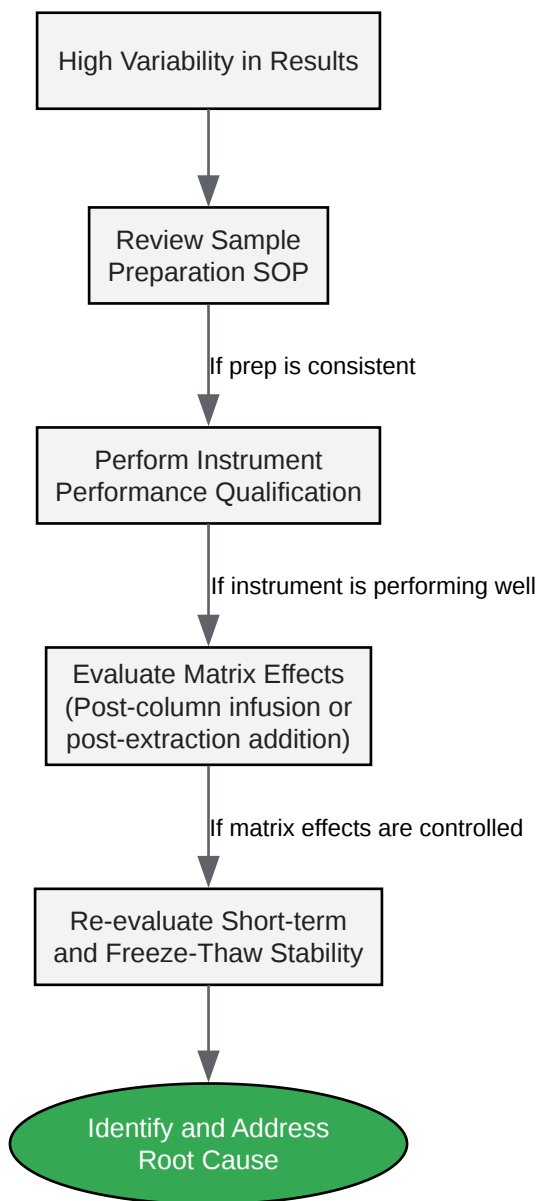 High Variability in Results
Review Sample
Preparation SOP
If prep is consistent
Perform Instrument
Performance Qualification
If instrument is performing well
Evaluate Matrix Effects
(Post-column infusion or
post-extraction addition)
If matrix effects are controlled
Re-evaluate Short-term
and Freeze-Thaw Stability
Identify and Address
Root Cause